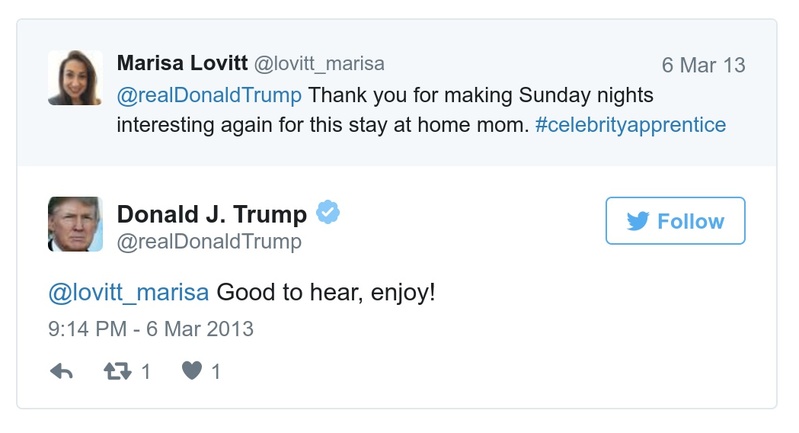 Marisa Lovitt @lovitt_marisa 6 Mar 13
@realDonaldTrump Thank you for making Sunday nights
interesting again for this stay at home mom. #celebrityapprentice
Donald J. Trump
@realDonaldTrump
Follow
@lovitt_marisa Good to hear, enjoy!
9:14 PM - 6 Mar 2013
1 1